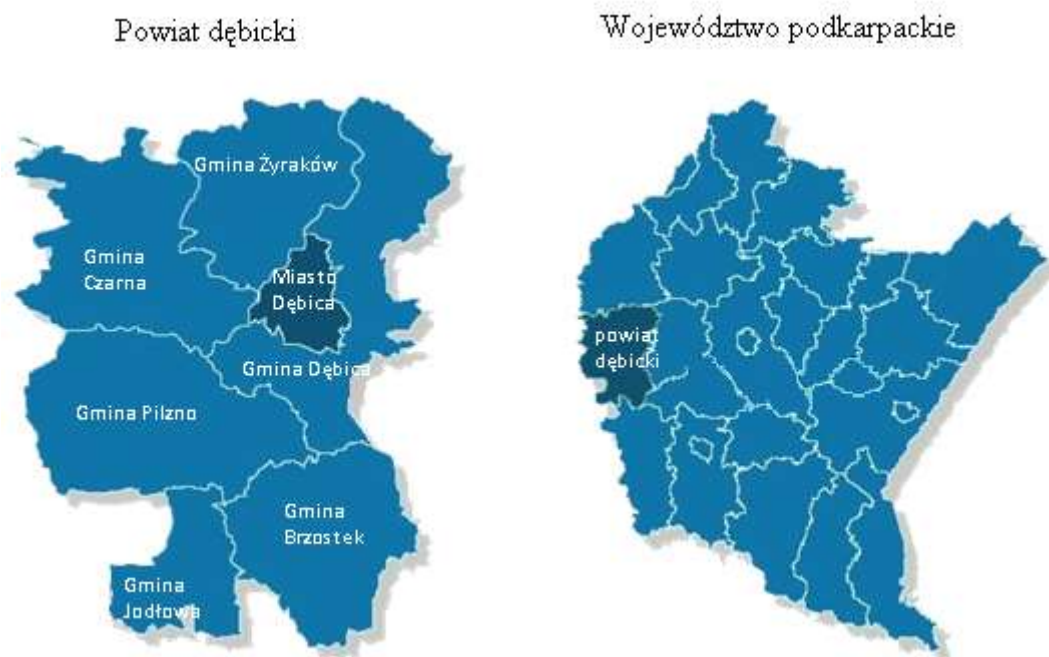 Powiat dębicki
Województwo podkarpackie
Gmina Żyraków
Gmina
Czarna
Miasto
Dębica
Gmina Dębica
Gmina Pilzno
Gmina
Brzostek
Gmina
Jodłowa
powiat
dębicki